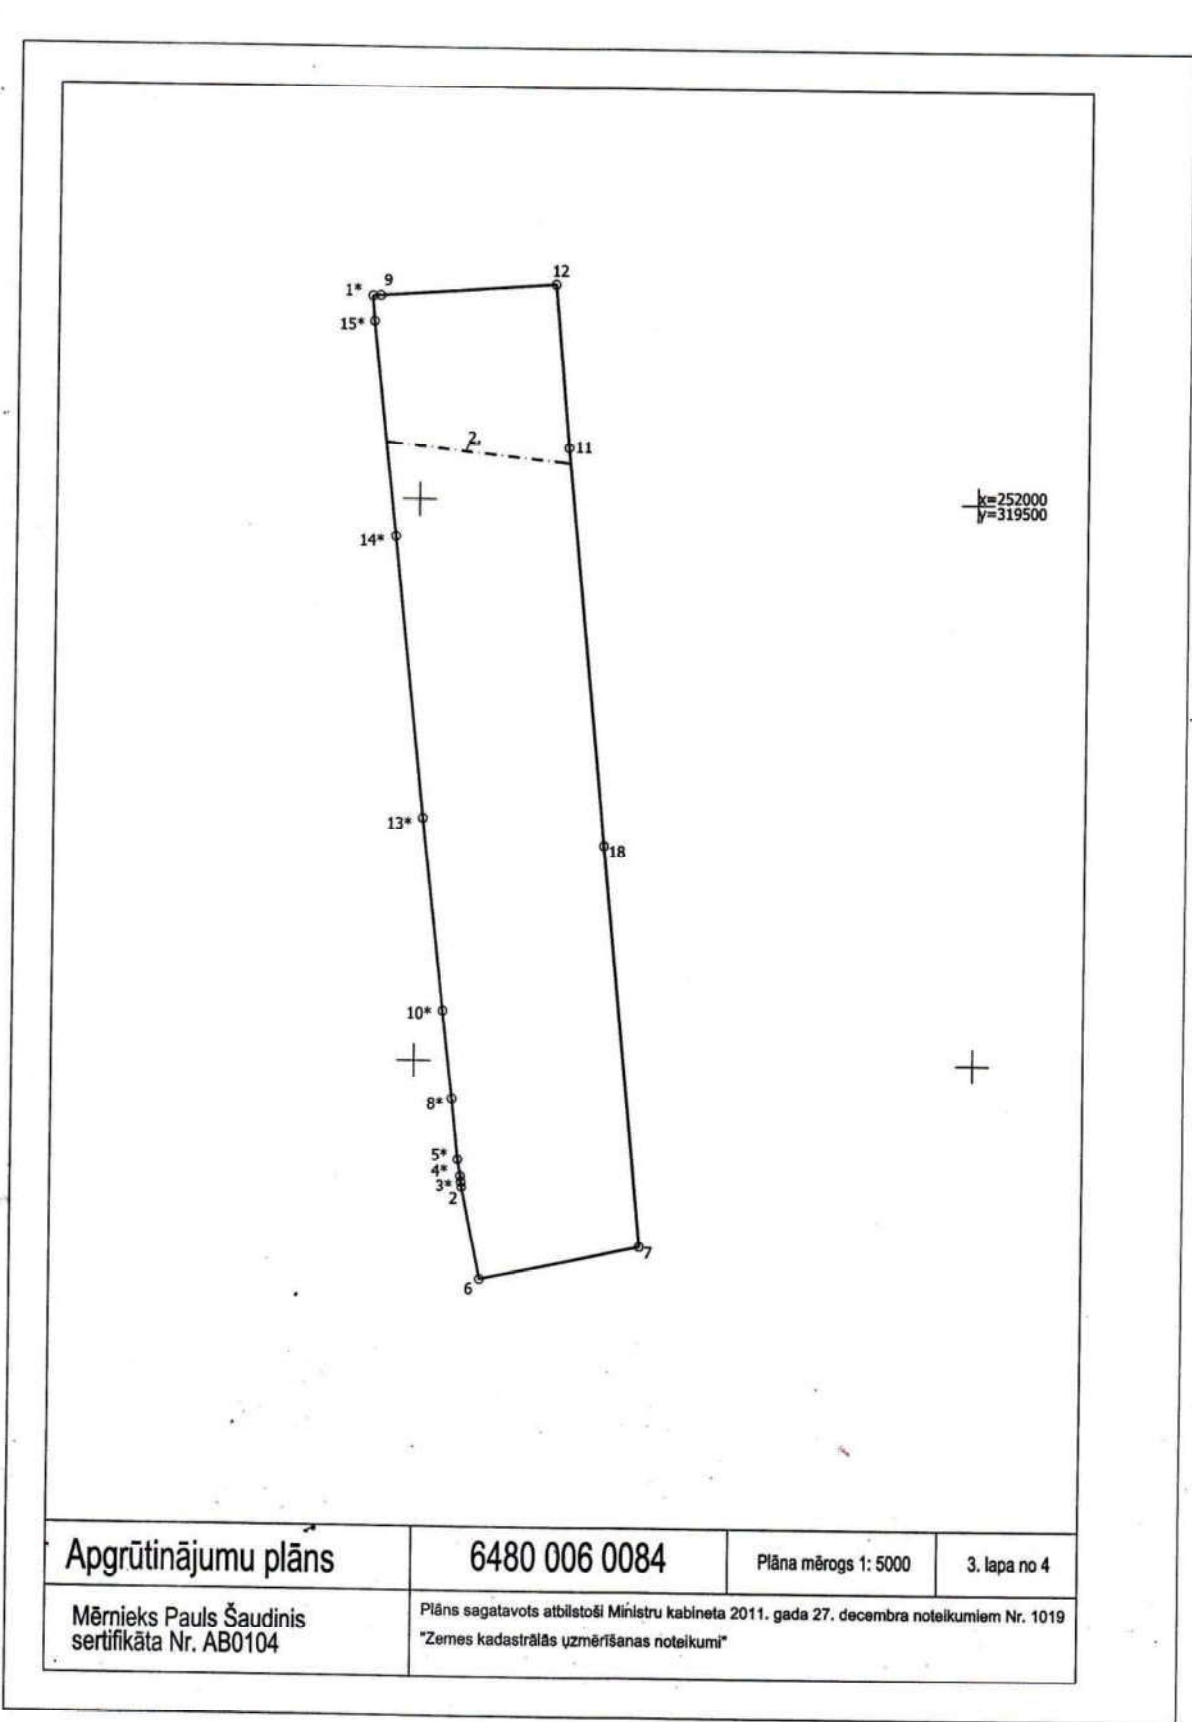 12
9
1*
15*
2,
11
x=252000
y=319500
14*
13*
18
10*
8*
5*
4*
3*
2
7
6
Apgrūtinājumu plāns
6480 006 0084
Plāna mērogs 1: 5000
3. lapa no 4
Mērnieks Pauls Šaudinis
sertifikāta Nr. AB0104
Plāns sagatavots atbilstoši Ministru kabineta 2011. gada 27. decembra noteikumiem Nr. 1019
"Zemes kadastrālās uzmērīšanas noteikumi"